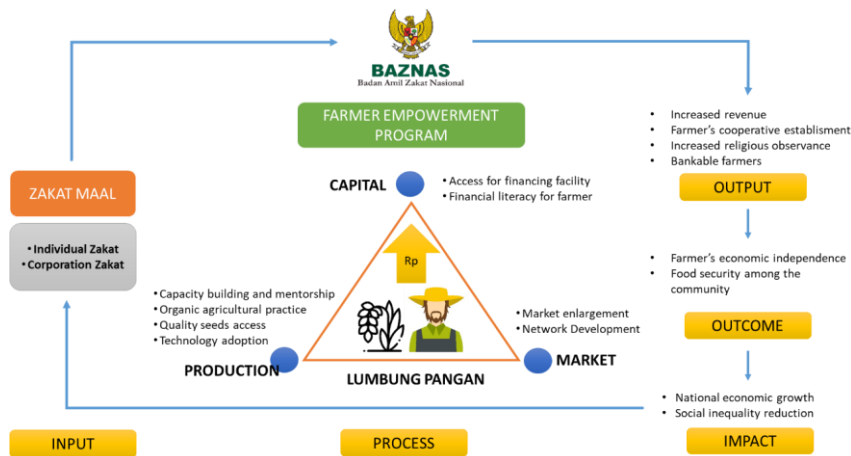 BAZNAS
Badan Amil Zakat Nasional
FARMER EMPOWERMENT
PROGRAM
ZAKAT MAAL
• Individual Zakat
• Corporation Zakat
CAPITAL
• Access for financing facility
• Financial literacy for farmer
Rp
• Capacity building and mentorship
• Organic agricultural practice
• Quality seeds access
• Technology adoption
PRODUCTION
LUMBUNG PANGAN
• Market enlargement
• Network Development
MARKET
• Increased revenue
• Farmer's cooperative establisment
• Increased religious observance
• Bankable farmers
OUTPUT
• Farmer's economic independence
• Food security among the
community
OUTCOME
• National economic growth
• Social inequality reduction
INPUT
PROCESS
IMPACT